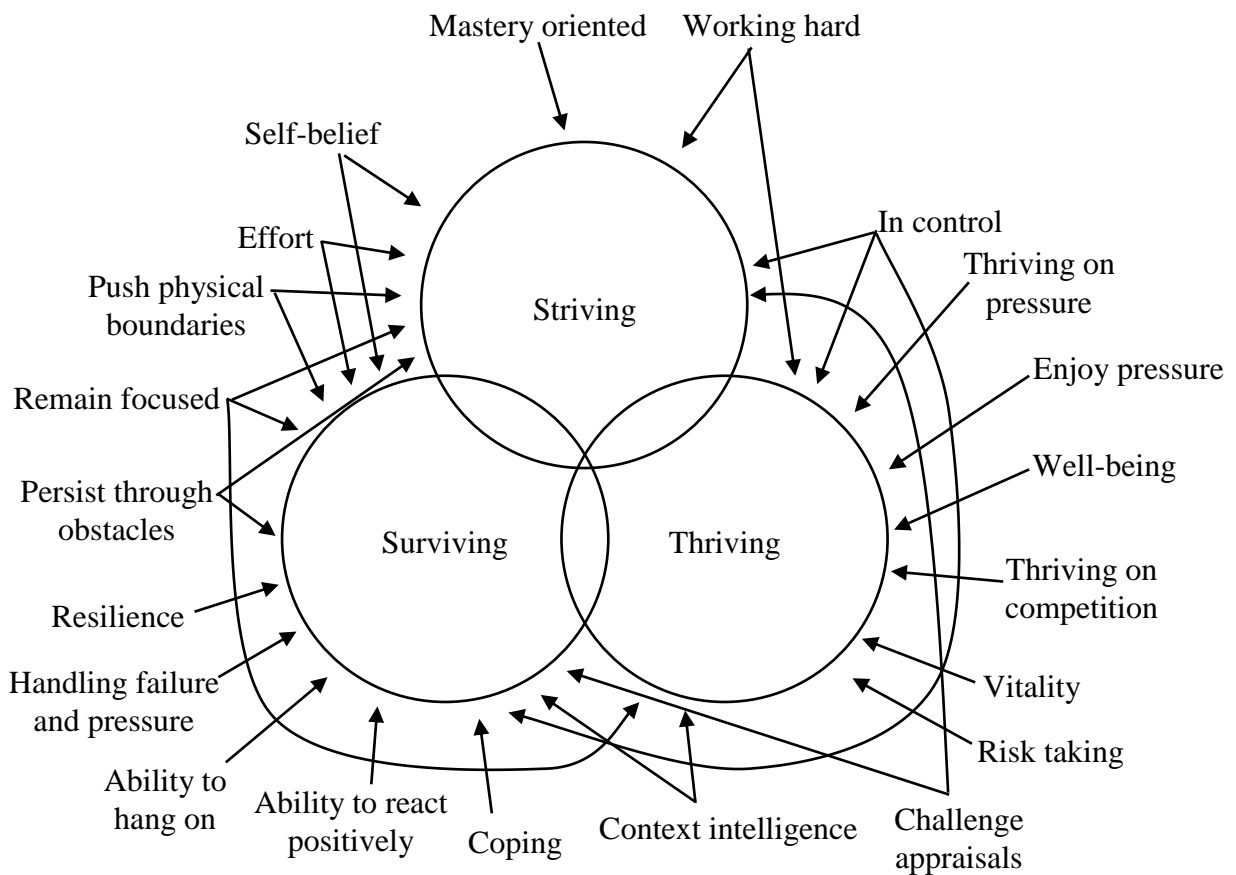 Mastery oriented
Working hard
Self-belief
In control
Effort
Thriving on
pressure
Push physical
boundaries
Striving
Enjoy pressure
Remain focused
Well-being
Persist through
obstacles
Surviving
Thriving
Thriving on
competition
Resilience
Handling failure
and pressure
Vitality
Risk taking
Ability to
hang on
Ability to react
positively
Coping
Context intelligence
Challenge
appraisals